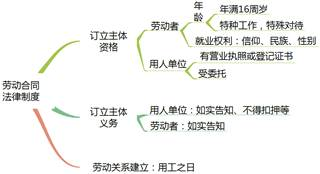 劳动合同
法律制度
订立主体
资格
劳动者
年
龄
年满16周岁
特种工作，特殊对待
就业权利：信仰、民族、性别
用人单位
有营业执照或登记证书
受委托
订立主体
义务
用人单位：如实告知、不得扣押等
劳动者：如实告知
劳动关系建立：用工之日